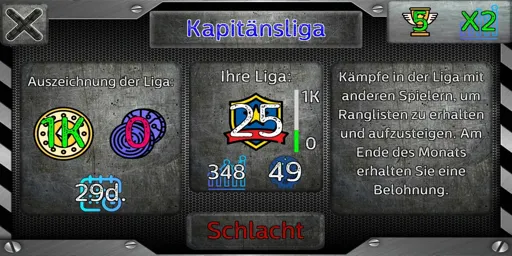 Kapitänsliga
5
X2
Auszeichnung der Liga:
1K
0
29d.
Ihre Liga:
25
1K
0
348
49
Kämpfe in der Liga mit
anderen Spielern, um
Ranglisten zu erhalten
und aufzusteigen. Am
Ende des Monats
erhalten Sie eine
Belohnung.
Schlacht